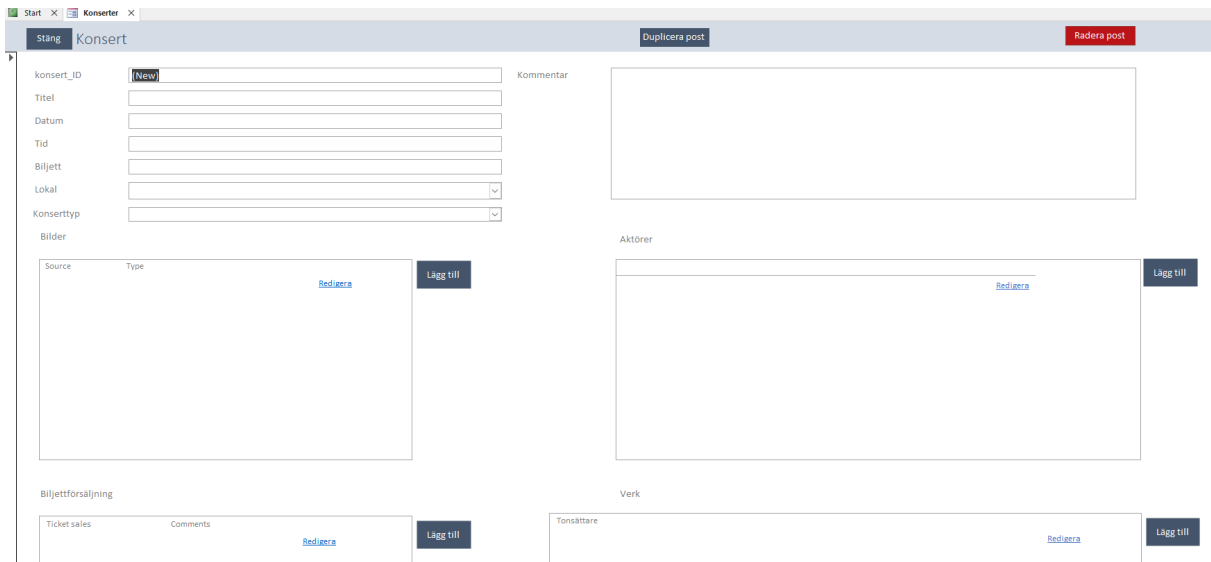 Start Konserter
Stäng Konsert Duplicera post Radera post
konsert_ID (New) Kommentar
Titel
Datum
Tid
Biljett
Lokal
Konserttyp
Bilder Aktörer
Source Type Lägg till Lägg till
Redigera Redigera
Biljettförsäljning Verk
Ticket sales Comments Lägg till Tonsättare Lägg till
Redigera Redigera